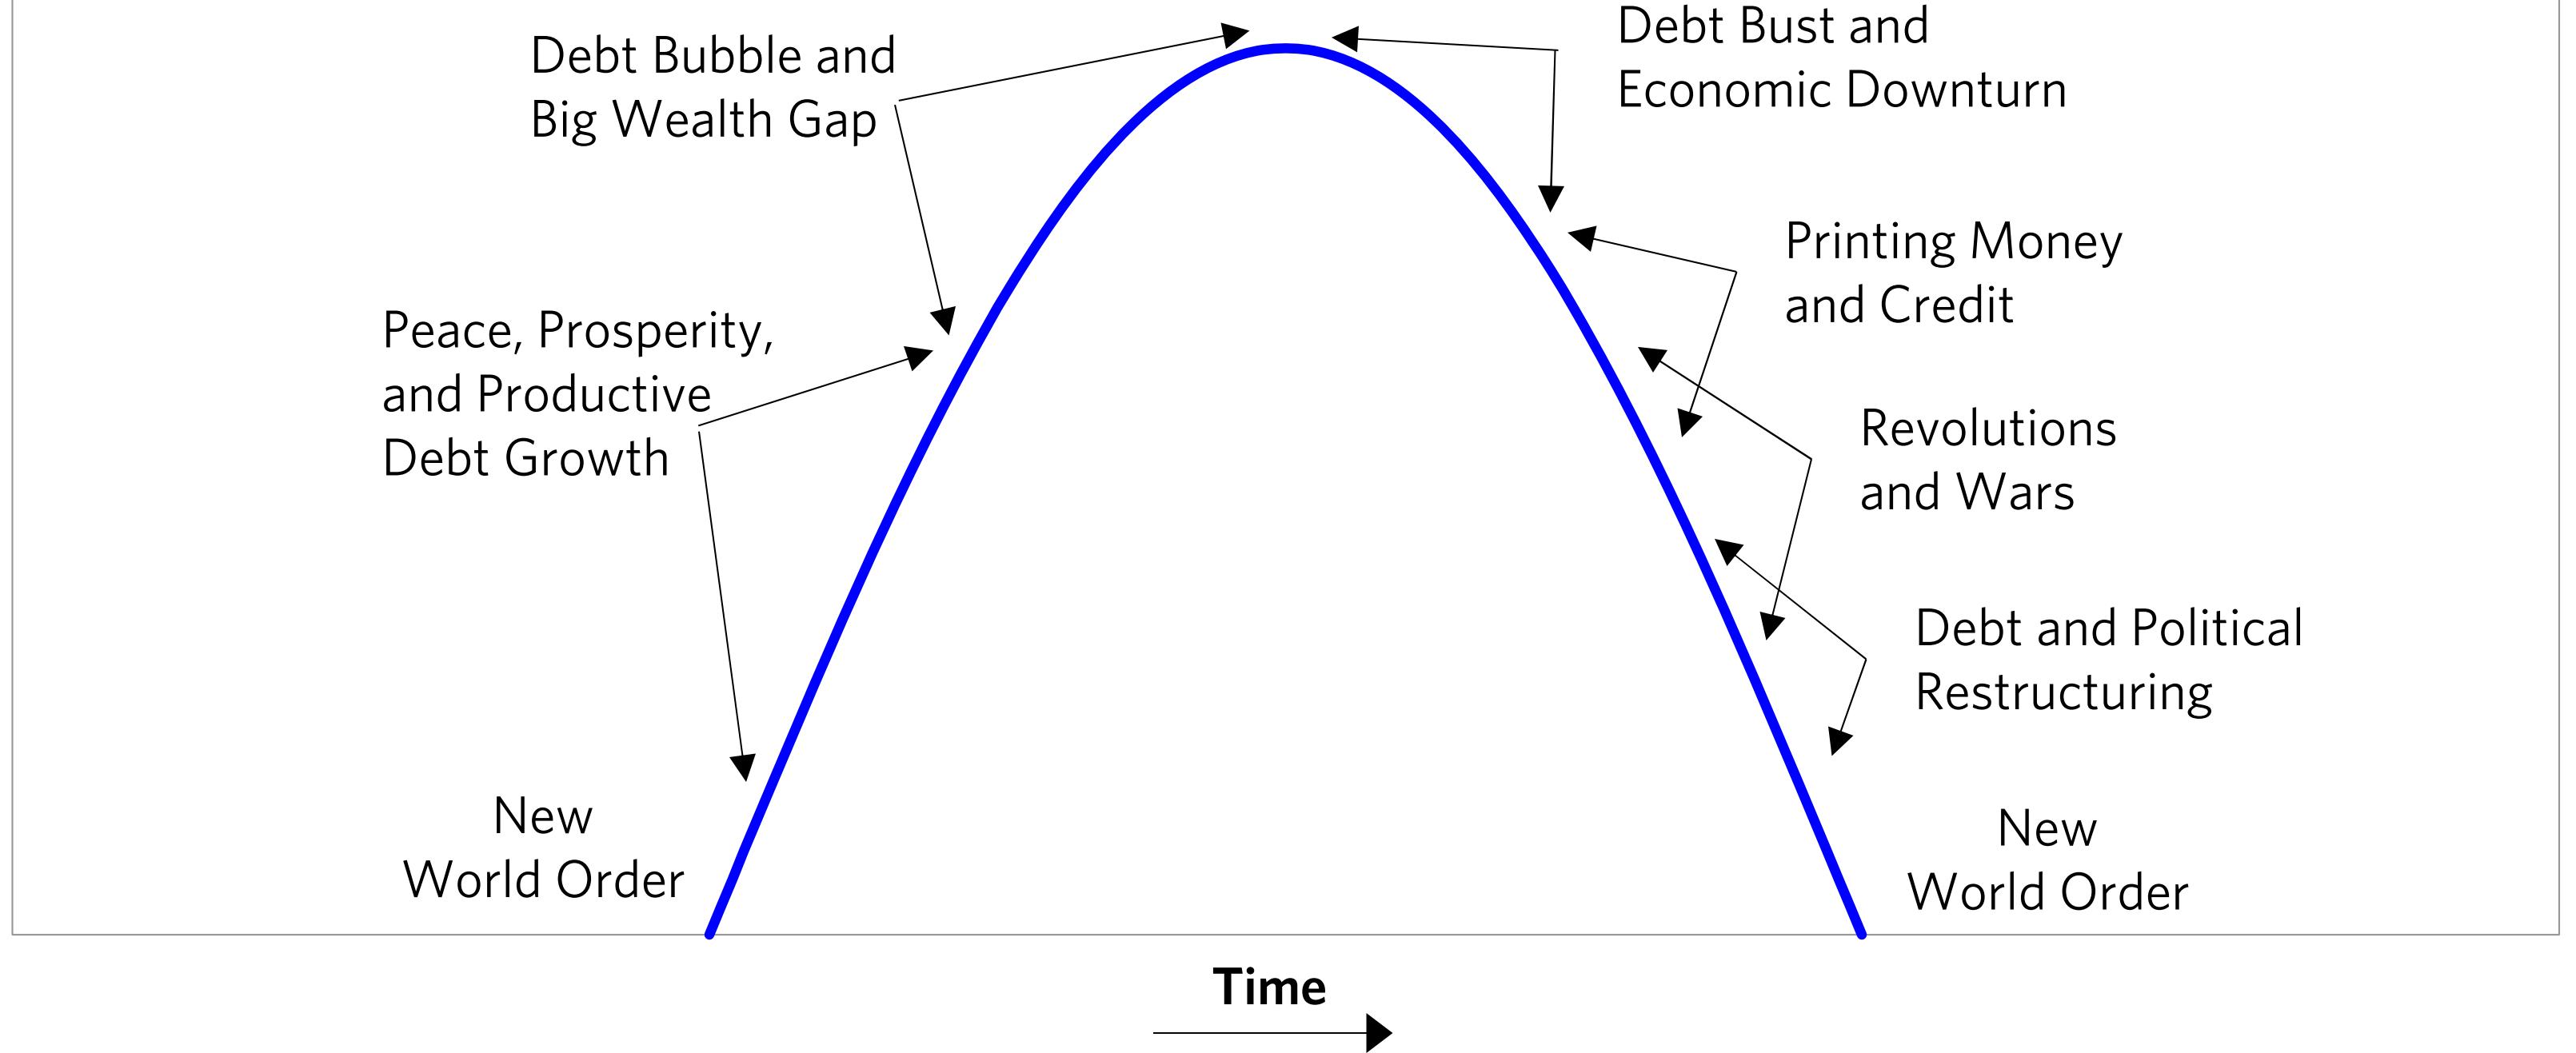 Debt Bubble and
Big Wealth Gap
Debt Bust and
Economic Downturn
Peace, Prosperity,
and Productive
Debt Growth
Printing Money
and Credit
Revolutions
and Wars
Debt and Political
Restructuring
New
World Order
New
World Order
Time